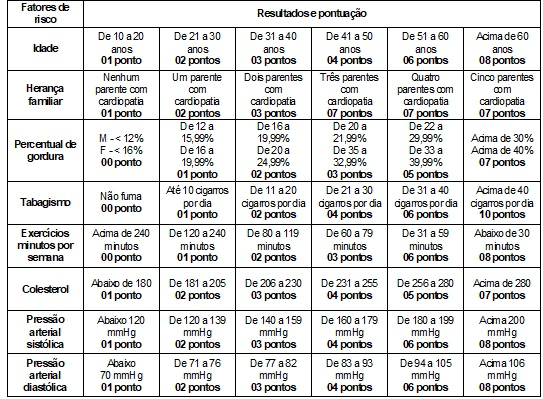 Fatores de
risco
Resultados e pontuação
Idade
De 10 a 20
anos
01 ponto
De 21 a 30
anos
02 pontos
De 31 a 40
anos
03 pontos
De 41 a 50
anos
04 pontos
De 51 a 60
anos
06 pontos
Acima de 60
anos
08 pontos
Herança
familiar
Nenhum
parente com
cardiopatia
01 ponto
Um parente
com
cardiopatia
02 pontos
Dois parentes
com
cardiopatia
03 pontos
Três parentes
com
cardiopatia
07 pontos
Quatro
parentes com
cardiopatia
07 pontos
Cinco parentes
com
cardiopatia
07 pontos
Percentual de
gordura
M - < 12%
F - < 16%
00 ponto
De 12 a
15,99%
De 16 a
19,99%
01 ponto
De 16 a
19,99%
De 20 a
24,99%
02 pontos
De 20 a
21,99%
De 35 a
32,99%
03 pontos
De 22 a
29,99%
De 33 a
39,99%
05 pontos
Acima de 30%
Acima de 40%
07 pontos
Tabagismo
Não fuma
00 ponto
Até 10 cigarros
por dia
01 ponto
De 11 a 20
cigarros por dia
02 pontos
De 21 a 30
cigarros por dia
04 pontos
De 31 a 40
cigarros por dia
06 pontos
Acima de 40
cigarros por dia
10 pontos
Exercícios
minutos por
semana
Acima de 240
minutos
00 ponto
De 120 a 240
minutos
01 ponto
De 80 a 119
minutos
02 pontos
De 60 a 79
minutos
04 pontos
De 31 a 59
minutos
06 pontos
Abaixo de 30
minutos
08 pontos
Colesterol
Abaixo de 180
01 ponto
De 181 a 205
02 pontos
De 206 a 230
03 pontos
De 231 a 255
04 pontos
De 256 a 280
05 pontos
Acima de 280
07 pontos
Pressão
arterial
sistólica
Abaixo 120
mmHg
01 ponto
De 120 a 139
mmHg
02 pontos
De 140 a 159
mmHg
03 pontos
De 160 a 179
mmHg
04 pontos
De 180 a 199
mmHg
06 pontos
Acima 200
mmHg
08 pontos
Pressão
arterial
diastólica
Abaixo
70 mmHg
01 ponto
De 71 a 76
mmHg
02 pontos
De 77 a 82
mmHg
03 pontos
De 83 a 93
mmHg
04 pontos
De 94 a 105
mmHg
06 pontos
Acima 106
mmHg
08 pontos